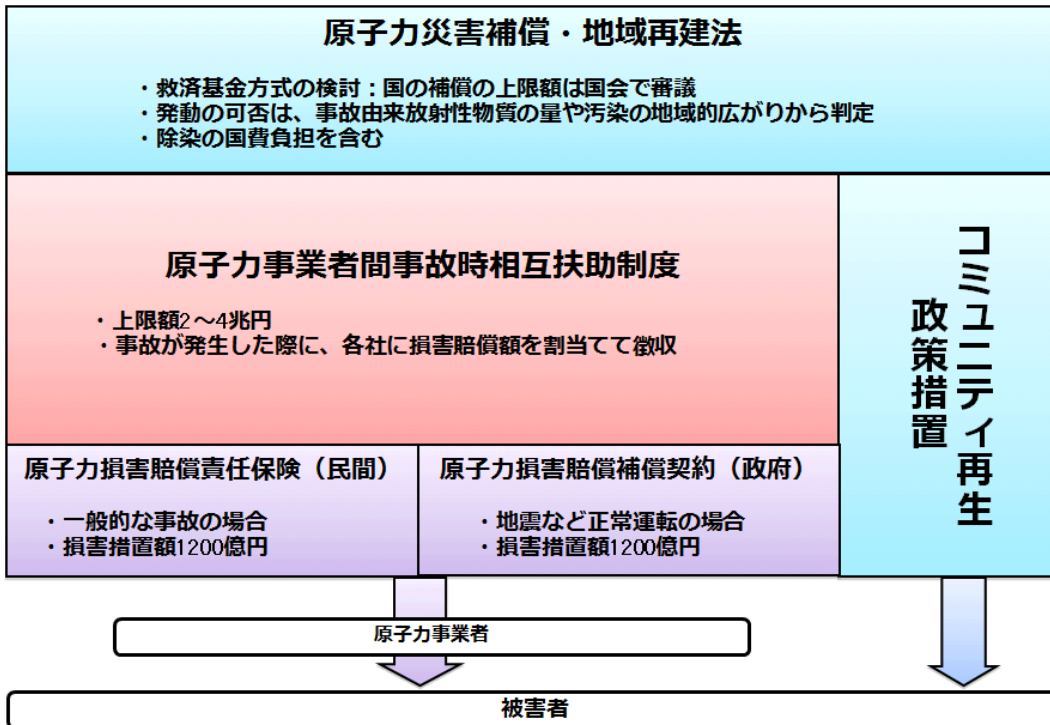 原子力災害補償・地域再建法
・救済基金方式の検討：国の補償の上限額は国会で審議
・発動の可否は、事故由来放射性物質の量や汚染の地域的広がりから判定
・除染の国費負担を含む
原子力事業者間事故時相互扶助制度
・上限額2～4兆円
・事故が発生した際に、各社に損害賠償額を割当てて徴収
コミュニティ再生
政策措置
原子力損害賠償責任保険（民間）
・一般的な事故の場合
・損害措置額1200億円
原子力損害賠償補償契約（政府）
・地震など正常運転の場合
・損害措置額1200億円
原子力事業者
被害者